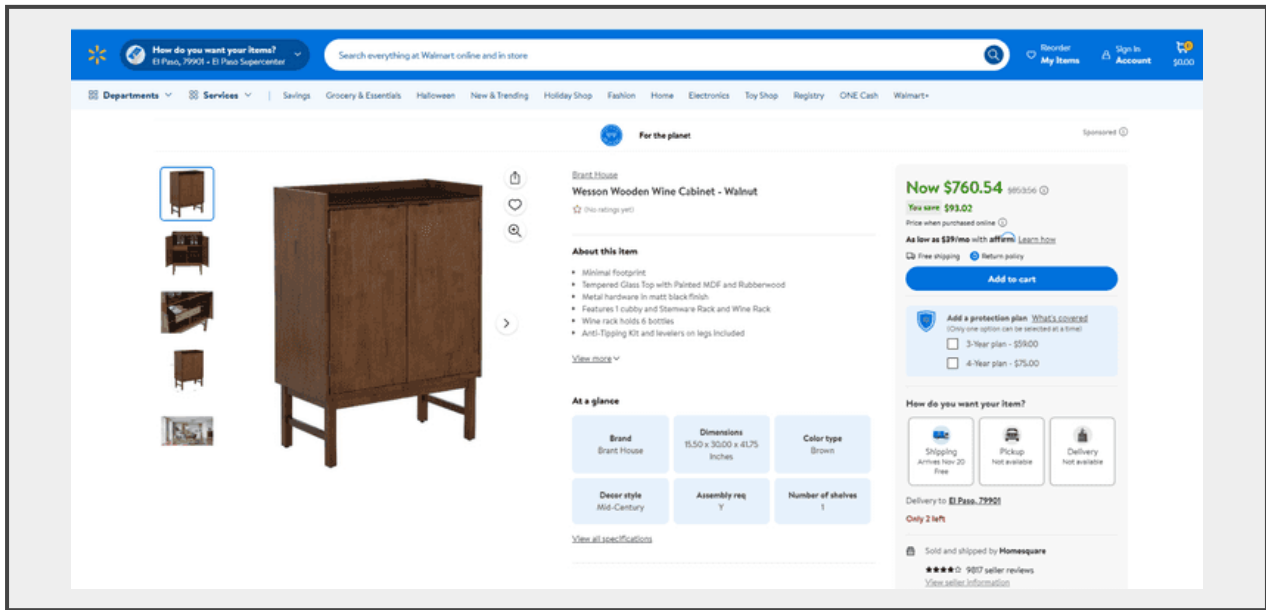 How do you want your items?
El Paso, 79901 • El Paso Supercenter
Search everything at Walmart online and in store
Reorder
My Items
Sign In
Account
$0.00
Departments
Services
Savings
Grocery & Essentials
Halloween
New & Trending
Holiday Shop
Fashion
Home
Electronics
Toy Shop
Registry
ONE Cash
Walmart+
For the planet
Sponsored
Brant House
Wesson Wooden Wine Cabinet - Walnut
(No ratings yet)
About this item
Minimal footprint
Tempered Glass Top with Painted MDF and Rubberwood
Metal hardware in matt black finish
Features 1 cubby and Stemware Rack and Wine Rack
Wine rack holds 6 bottles
Anti-Tipping Kit and levelers on legs included
View more
At a glance
Brand
Brant House
Dimensions
15.50 x 30.00 x 41.75
Inches
Color type
Brown
Decor style
Mid-Century
Assembly req
Y
Number of shelves
1
View all specifications
Now $760.54 $853.56
You save $93.02
Price when purchased online
As low as $39/mo with affirm Learn how
Free shipping Return policy
Add to cart
Add a protection plan What's covered
(Only one option can be selected at a time)
3-Year plan - $59.00
4-Year plan - $75.00
How do you want your item?
Shipping
Arrives Nov 20
Free
Pickup
Not available
Delivery
Not available
Delivery to El Paso, 79901
Only 2 left
Sold and shipped by Homesquare
9817 seller reviews
View seller information